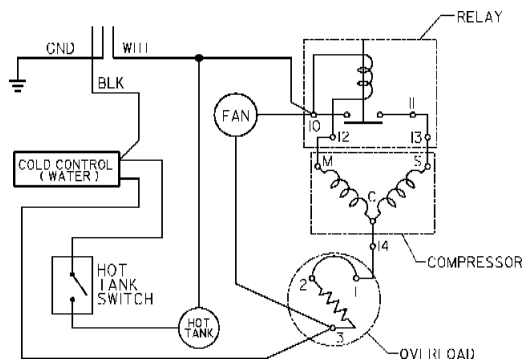 RELAY
GND
WHI
BLK
FAN
10
11
12
13
COLD CONTROL
(WATER)
M
S
C
14
COMPRESSOR
HOT
TANK
SWITCH
2
1
HOT
TANK
3
OVERLOAD